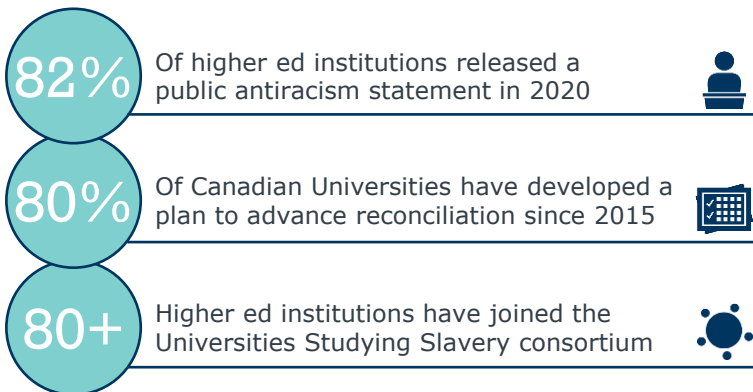 82%
Of higher ed institutions released a
public antiracism statement in 2020
80%
Of Canadian Universities have developed a
plan to advance reconciliation since 2015
80+
Higher ed institutions have joined the
Universities Studying Slavery consortium